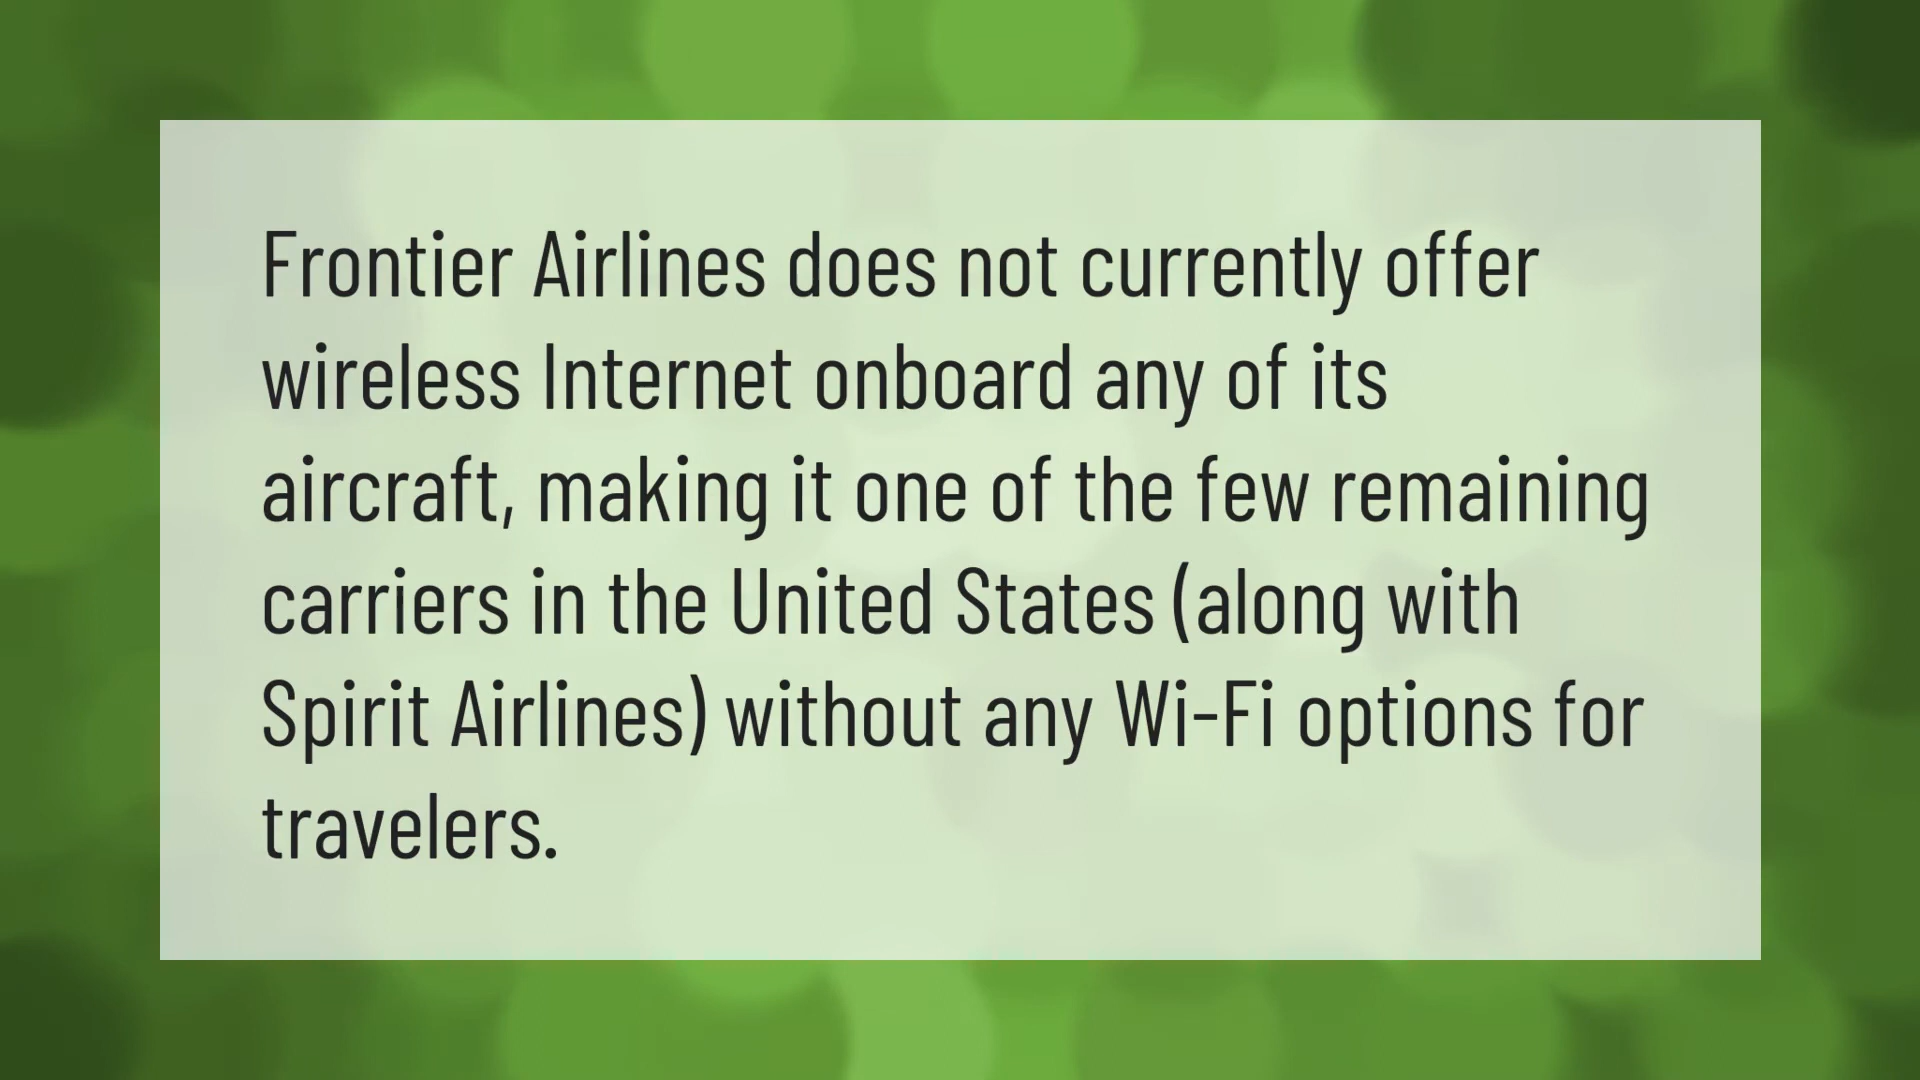 Frontier Airlines does not currently offer
wireless Internet onboard any of its
aircraft, making it one of the few remaining
carriers in the United States (along with
Spirit Airlines) without any Wi-Fi options for
travelers.